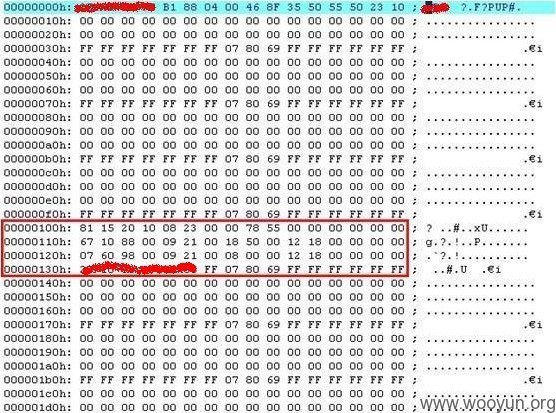 00000000h: B1 88 04 00 46 8F 35 50 55 50 23 10 ; ?.F?PUP#.
00000010h: 00 00 00 00 00 00 00 00 00 00 00 00 00 00 00 00 ; ................
00000020h: 00 00 00 00 00 00 00 00 00 00 00 00 00 00 00 00 ; ................
00000030h: FF FF FF FF FF FF 07 80 69 FF FF FF FF FF FF FF ; .€i
00000040h: 00 00 00 00 00 00 00 00 00 00 00 00 00 00 00 00 ; ................
00000050h: 00 00 00 00 00 00 00 00 00 00 00 00 00 00 00 00 ; ................
00000060h: 00 00 00 00 00 00 00 00 00 00 00 00 00 00 00 00 ; ................
00000070h: FF FF FF FF FF FF 07 80 69 FF FF FF FF FF FF FF ; .€i
00000080h: 00 00 00 00 00 00 00 00 00 00 00 00 00 00 00 00 ; ................
00000090h: 00 00 00 00 00 00 00 00 00 00 00 00 00 00 00 00 ; ................
000000a0h: 00 00 00 00 00 00 00 00 00 00 00 00 00 00 00 00 ; ................
000000b0h: FF FF FF FF FF FF 07 80 69 FF FF FF FF FF FF FF ; .€i
000000c0h: 00 00 00 00 00 00 00 00 00 00 00 00 00 00 00 00 ; ................
000000d0h: 00 00 00 00 00 00 00 00 00 00 00 00 00 00 00 00 ; ................
000000e0h: 00 00 00 00 00 00 00 00 00 00 00 00 00 00 00 00 ; ................
000000f0h: FF FF FF FF FF FF 07 80 69 FF FF FF FF FF FF FF ; .€i
00000100h: 81 15 20 10 08 23 00 00 78 55 00 00 00 00 00 00 ; ? ..#..xU......
00000110h: 67 10 88 00 09 21 00 18 50 00 12 18 00 00 00 00 ; g.?.!..P.......
00000120h: 07 60 98 00 09 21 00 08 00 00 12 18 00 00 00 00 ; .`?.!..........
00000130h: FF FF 07 80 69 FF FF FF FF FF FF FF ; ..#.U .€i
00000140h: 00 00 00 00 00 00 00 00 00 00 00 00 00 00 00 00 ; ................
00000150h: 00 00 00 00 00 00 00 00 00 00 00 00 00 00 00 00 ; ................
00000160h: 00 00 00 00 00 00 00 00 00 00 00 00 00 00 00 00 ; ................
00000170h: FF FF FF FF FF FF 07 80 69 FF FF FF FF FF FF FF ; .€i
00000180h: 00 00 00 00 00 00 00 00 00 00 00 00 00 00 00 00 ; ................
00000190h: 00 00 00 00 00 00 00 00 00 00 00 00 00 00 00 00 ; ................
000001a0h: 00 00 00 00 00 00 00 00 00 00 00 00 00 00 00 00 ; ................
000001b0h: FF FF FF FF FF FF 07 80 69 FF FF FF FF FF FF FF ; .€i
000001c0h: 00 00 00 00 00 00 00 00 00 00 00 00 00 00 00 00 ; ................
000001d0h: 00 00 00 00 00 00 00 00 00 00 00 00 00 00 00 00 ;
www.wooyun.org